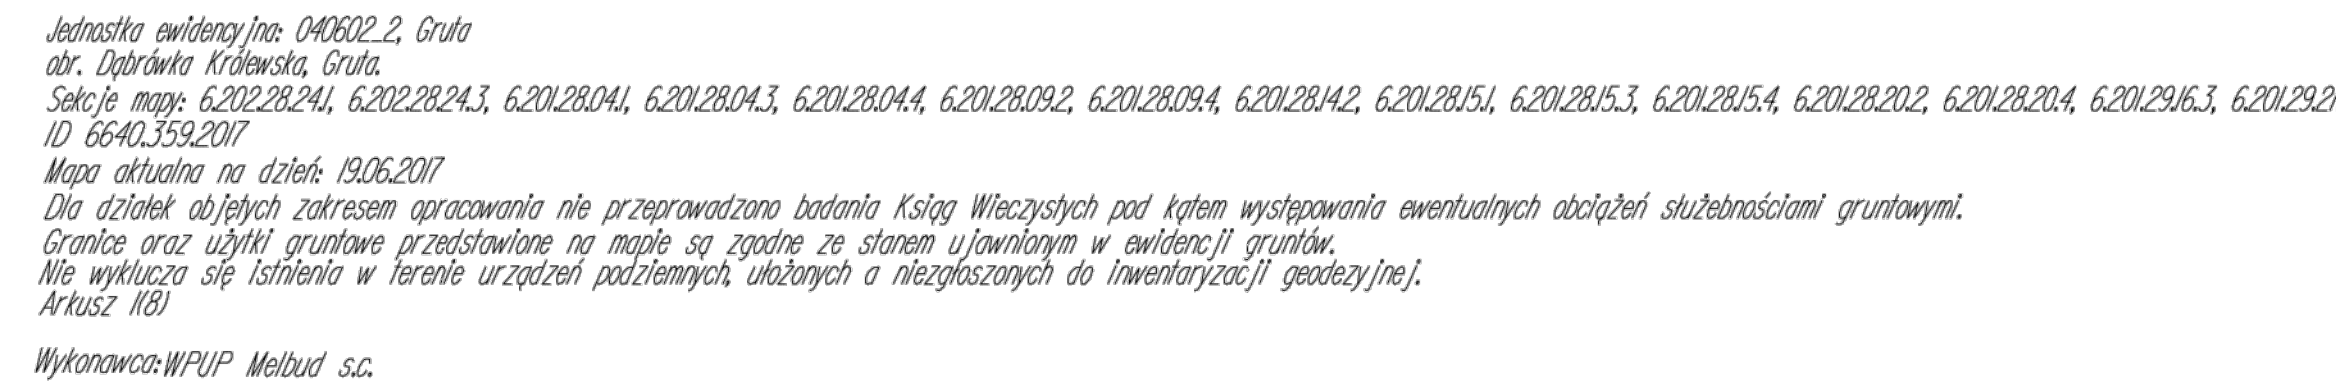 Jednostka ewidencyjna: 040602_2, Gruta
obr. Dąbrówka Królewska, Gruta.
Sekcje mapy: 6.202.28.24.1, 6.202.28.24.3, 6.201.28.04.1, 6.201.28.04.3, 6.201.28.04.4, 6.201.28.09.2, 6.201.28.09.4, 6.201.28.14.2, 6.201.28.15.1, 6.201.28.15.3, 6.201.28.15.4, 6.201.28.20.2, 6.201.28.20.4, 6.201.29.16.3,
ID 6640.359.2017
Mapa aktualna na dzień: 19.06.2017
Dla działek objętych zakresem opracowania nie przeprowadzono badania Ksiąg Wieczystych pod kątem występowania ewentualnych obciążeń służebnościami gruntowymi.
Granice oraz użytki gruntowe przedstawione na mapie są zgodne ze stanem ujawnionym w ewidencji gruntów.
Nie wyklucza się istnienia w terenie urządzeń podziemnych, ułożonych a niezgłoszonych do inwentaryzacji geodezyjnej.
Arkusz 1(8)
Wykonawca:WPUP Melbud s.c.